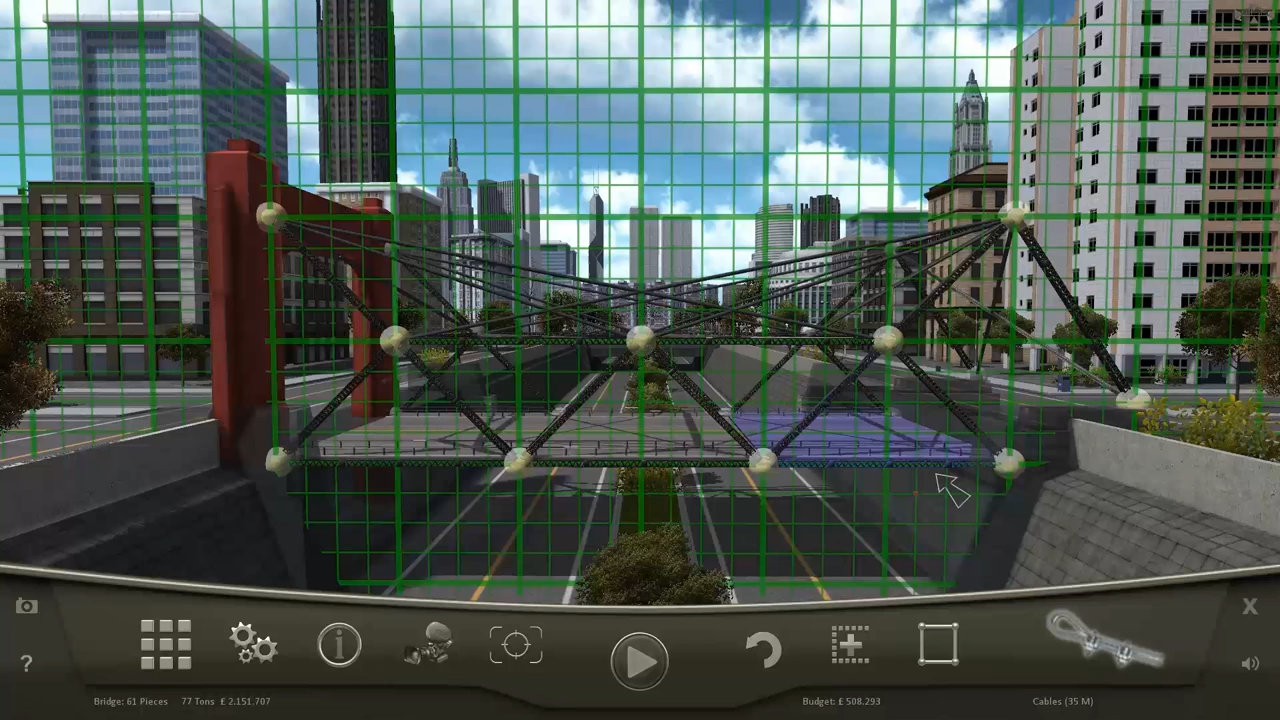 ?
Bridge: 61 Pieces 77 Tons £ 2.151.707 Budget: £ 508.293 Cables (35 M)
X